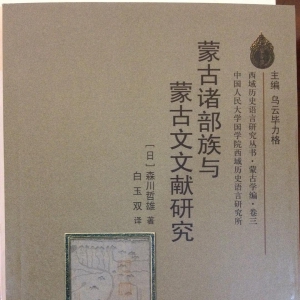 主编 乌云毕力格
西域历史语言研究丛书·蒙古学编·卷三
中国人民大学国学院西域历史语言研究所
蒙古诸部族与
蒙古文文献研究
［日］森川哲雄 著
白玉双 译